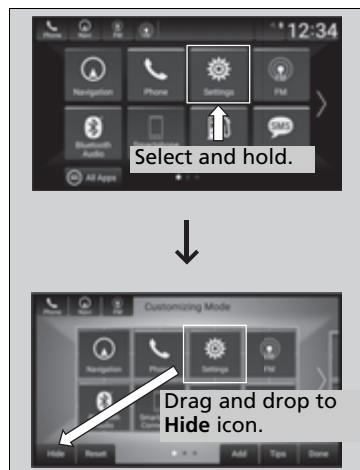 Phone Navi FM FM 12:34
Navigation Phone Settings FM
Bluetooth Audio SMS
Select and hold.
All Apps
Phone Navi FM Customizing Mode
Navigation Settings
Drag and drop to
Hide icon.
Hide Reset Add Tips Done